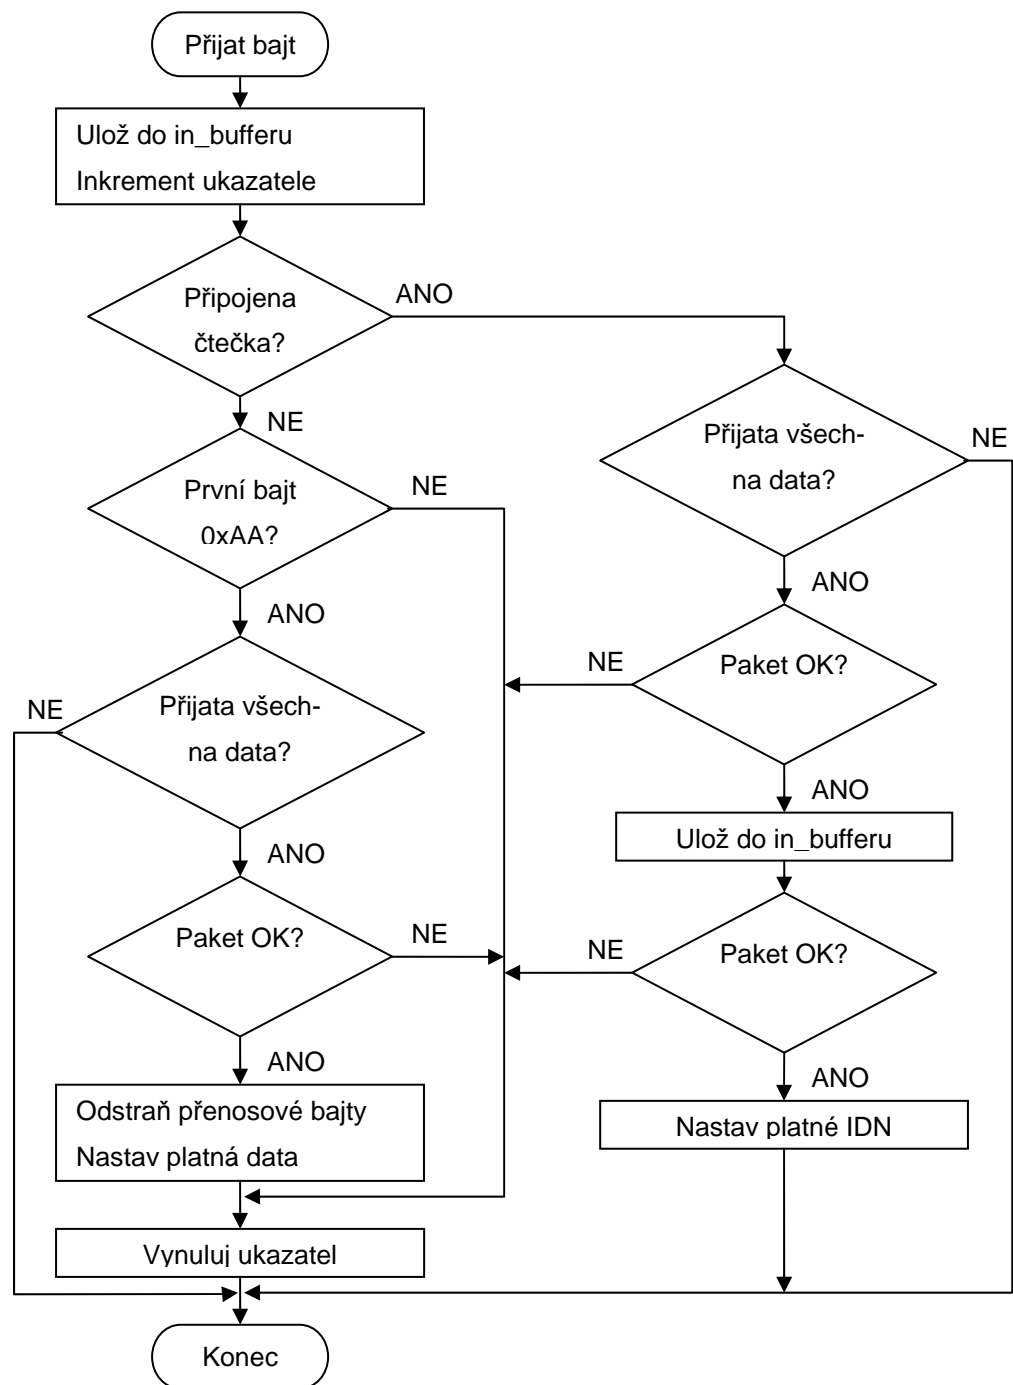 Přijat bajt
Ulož do in_bufferu
Inkrement ukazatele
Připojena
čtečka?
ANO
NE
Přijata všech-
na data?
NE
První bajt
0xAA?
NE
ANO
ANO
Paket OK?
NE
Přijata všech-
na data?
NE
ANO
ANO
Ulož do in_bufferu
Paket OK?
NE
Paket OK?
NE
ANO
ANO
Odstraň přenosové bajty
Nastav platná data
Nastav platné IDN
Vynuluj ukazatel
Konec